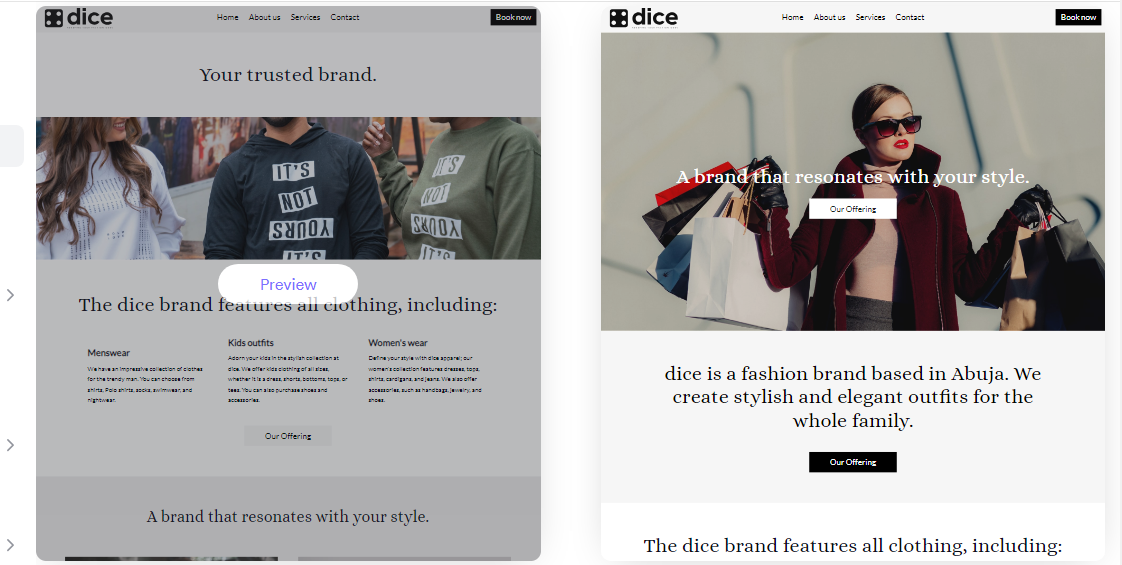 dice
Home About us Services Contact
Book now
Your trusted brand.
IT'S
NOT
YOURS
IT'S
IT'S
NOT
YOURS
IT'S
NOT
YOURS
Preview
The dice brand features all clothing, including:
Menswear
We have an impressive collection of clothes
for the trendy man. You can choose from
shirts, Polo shirts, socks, swimwear, and
nightwear.
Kids outfits
Adorn your kids in the stylish collection at
dice. We offer kids clothing of all sizes,
whether it is a dress, shorts, bottoms, tops, or
tees. You can also purchase shoes and
accessories.
Women's wear
Define your style with dice apparel; our
women's collection features dresses, tops,
shirts, cardigans, and jeans. We also offer
accessories, such as handbags, jewelry, and
shoes.
Our Offering
A brand that resonates with your style.
dice
Home About us Services Contact
Book now
A brand that resonates with your style.
Our Offering
dice is a fashion brand based in Abuja. We
create stylish and elegant outfits for the
whole family.
Our Offering
The dice brand features all clothing, including: